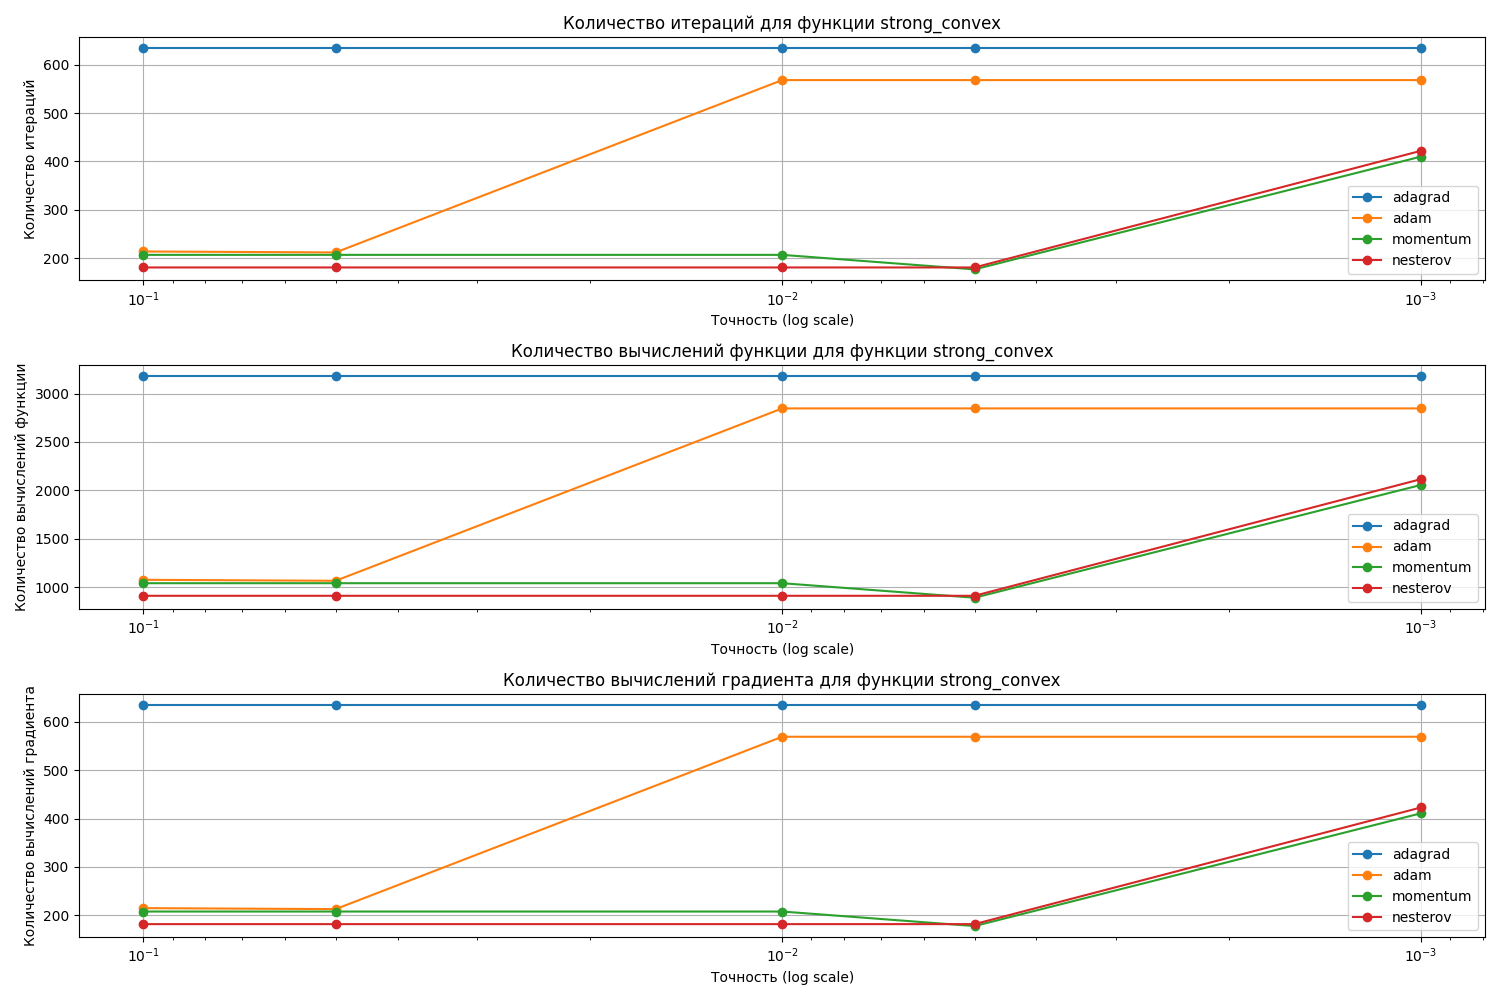 Количество итераций для функции strong_convex
Количество итераций
600
500
400
300
200
adagrad
adam
momentum
nesterov
10⁻¹
10⁻²
10⁻³
Точность (log scale)
Количество вычислений функции для функции strong_convex
Количество вычислений функции
3000
2500
2000
1500
1000
adagrad
adam
momentum
nesterov
10⁻¹
10⁻²
10⁻³
Точность (log scale)
Количество вычислений градиента для функции strong_convex
Количество вычислений градиента
600
500
400
300
200
adagrad
adam
momentum
nesterov
10⁻¹
10⁻²
10⁻³
Точность (log scale)